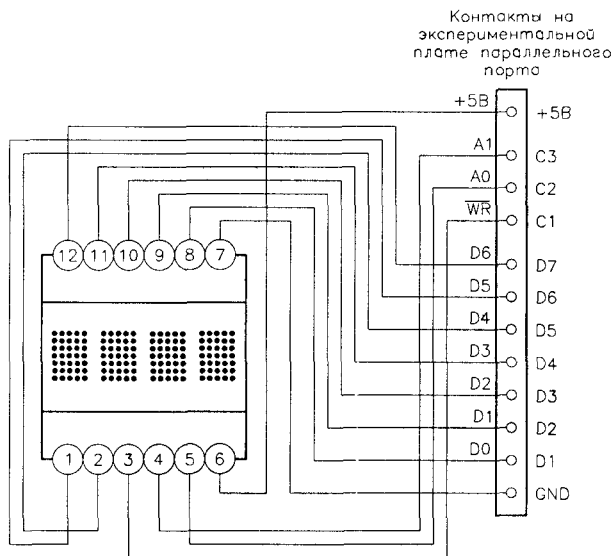 Контакты на
экспериментальной
плате параллельного
порта
+5В +5В
A1 C3
A0 C2
WR C1
D6 D7
D5 D6
D4 D5
D3 D4
D2 D3
D1 D2
D0 D1
GND
12 11 10 9 8 7
1 2 3 4 5 6